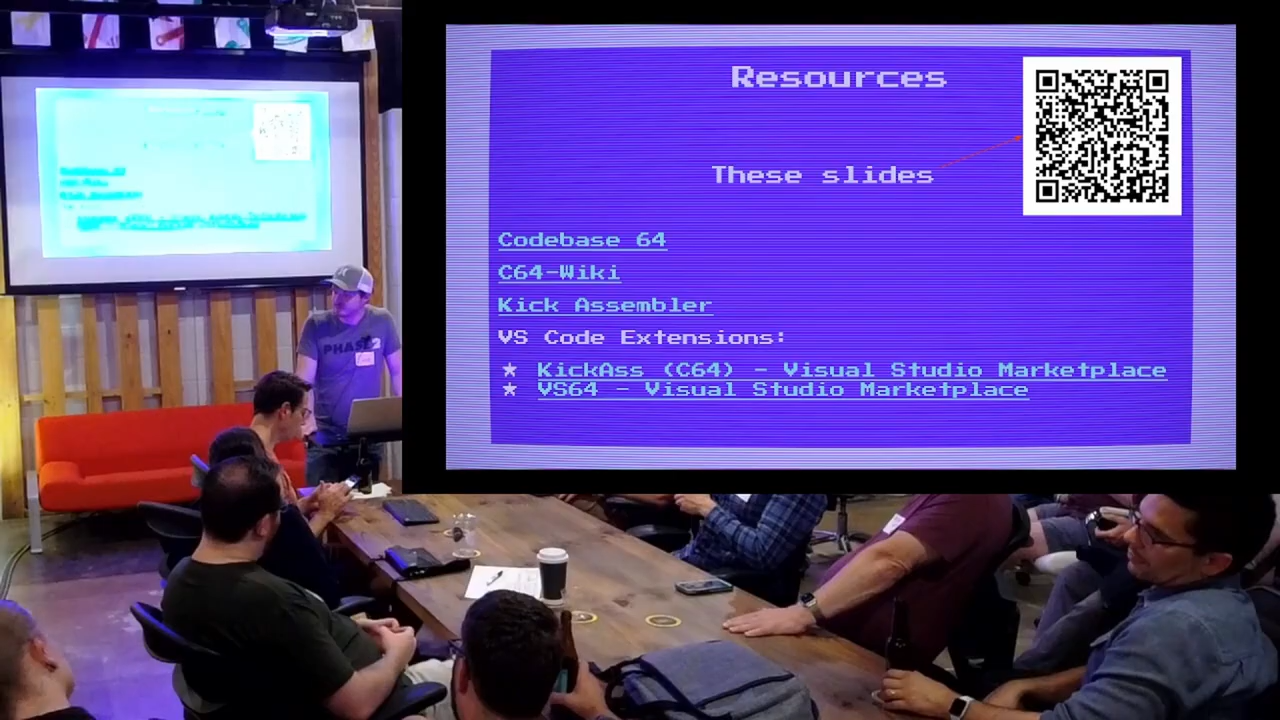 Resources
These slides
Codebase 64
C64-Wiki
Kick Assembler
VS Code Extensions:
★ KickAss (C64) - Visual Studio Marketplace
★ VS64 - Visual Studio Marketplace